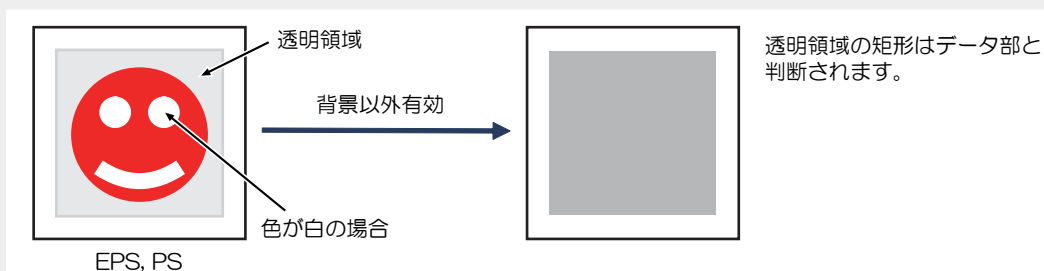 透明領域
背景以外有効
色が白の場合
EPS, PS
透明領域の矩形はデータ部と
判断されます。